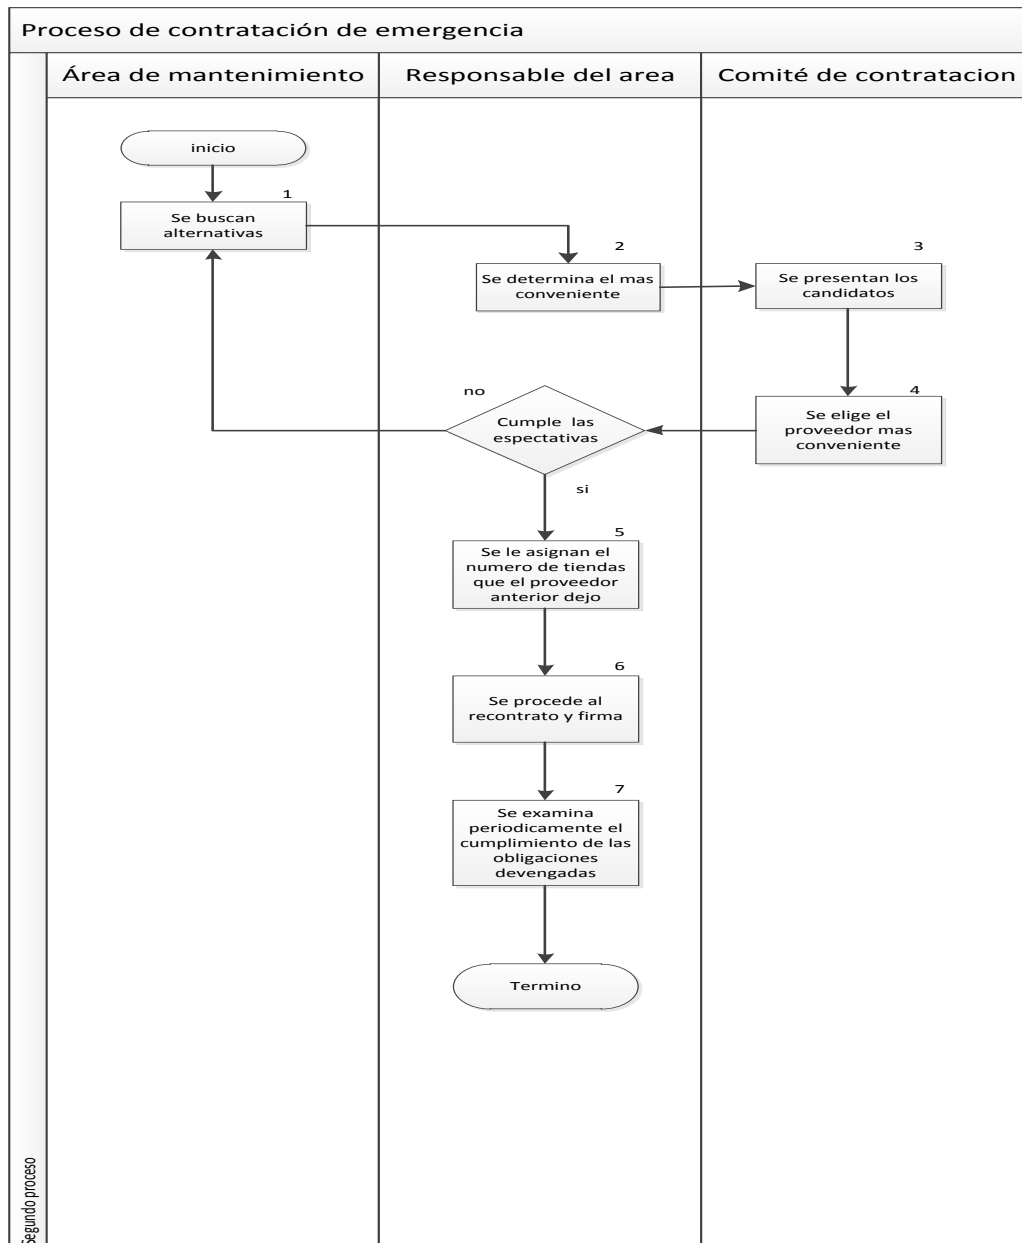 Proceso de contratación de emergencia
Área de mantenimiento
Responsable del area
Comité de contratacion
inicio
1
Se buscan
alternativas
2
Se determina el mas
conveniente
3
Se presentan los
candidatos
4
Se elige el
proveedor mas
conveniente
no
Cumple las
espectativas
si
5
Se le asignan el
numero de tiendas
que el proveedor
anterior dejo
6
Se procede al
recontrato y firma
7
Se examina
periodicamente el
cumplimiento de las
obligaciones
devengadas
Termino
Segundo proceso